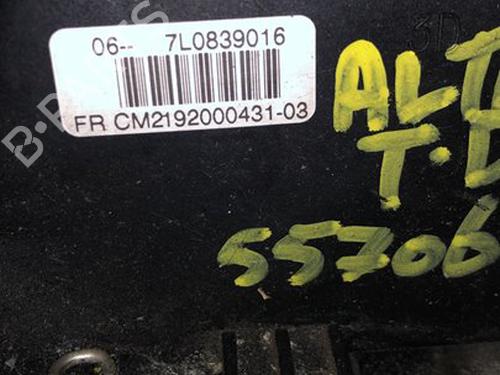 06-- 7L0839016
FR CM2192000431-03
3D
ALT
T.D
55706
B-PARTS